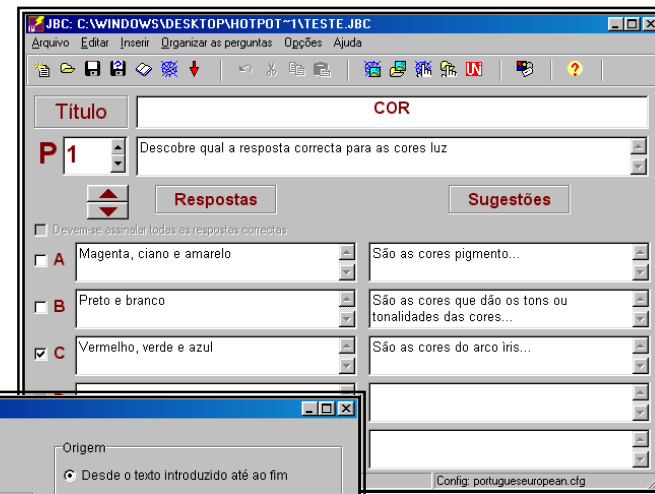 JBC: C:\WINDOWS\DESKTOP\HOTPOT~1\TESTE.JBC
Arquivo Editar Inserir Organizar as perguntas Opções Ajuda
Título
COR
P 1
Descobre qual a resposta correcta para as cores luz
Respostas
Sugestões
Devem-se assinalar todas as respostas correctas
A Magenta, ciano e amarelo
São as cores pigmento...
B Preto e branco
São as cores que dão os tons ou
tonalidades das cores...
C Vermelho, verde e azul
São as cores do arco ìris...
Origem
Desde o texto introduzido até ao fim
Config: portugueseuropean.cfg